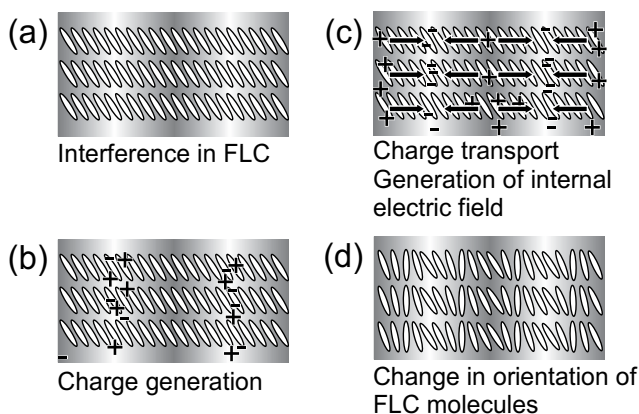 (a)
Interference in FLC
(b)
Charge generation
(c)
Charge transport
Generation of internal
electric field
(d)
Change in orientation of
FLC molecules